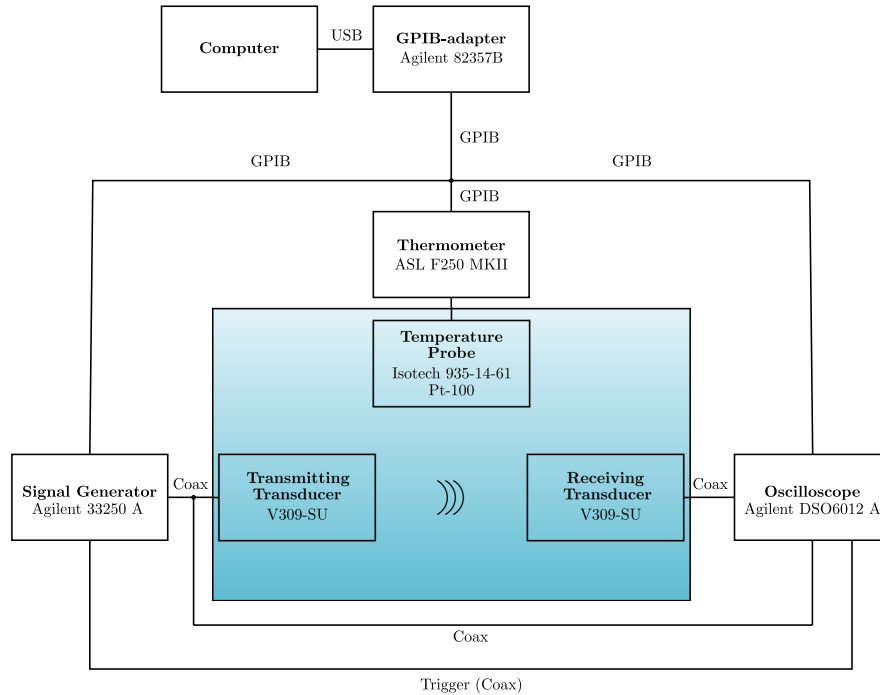 Computer
USB
GPIB-adapter
Agilent 82357B
GPIB
GPIB
GPIB
GPIB
Thermometer
ASL F250 MKII
Temperature
Probe
Isotech 935-14-61
Pt-100
Signal Generator
Agilent 33250 A
Coax
Transmitting
Transducer
V309-SU
Receiving
Transducer
V309-SU
Coax
Oscilloscope
Agilent DSO6012 A
Coax
Trigger (Coax)